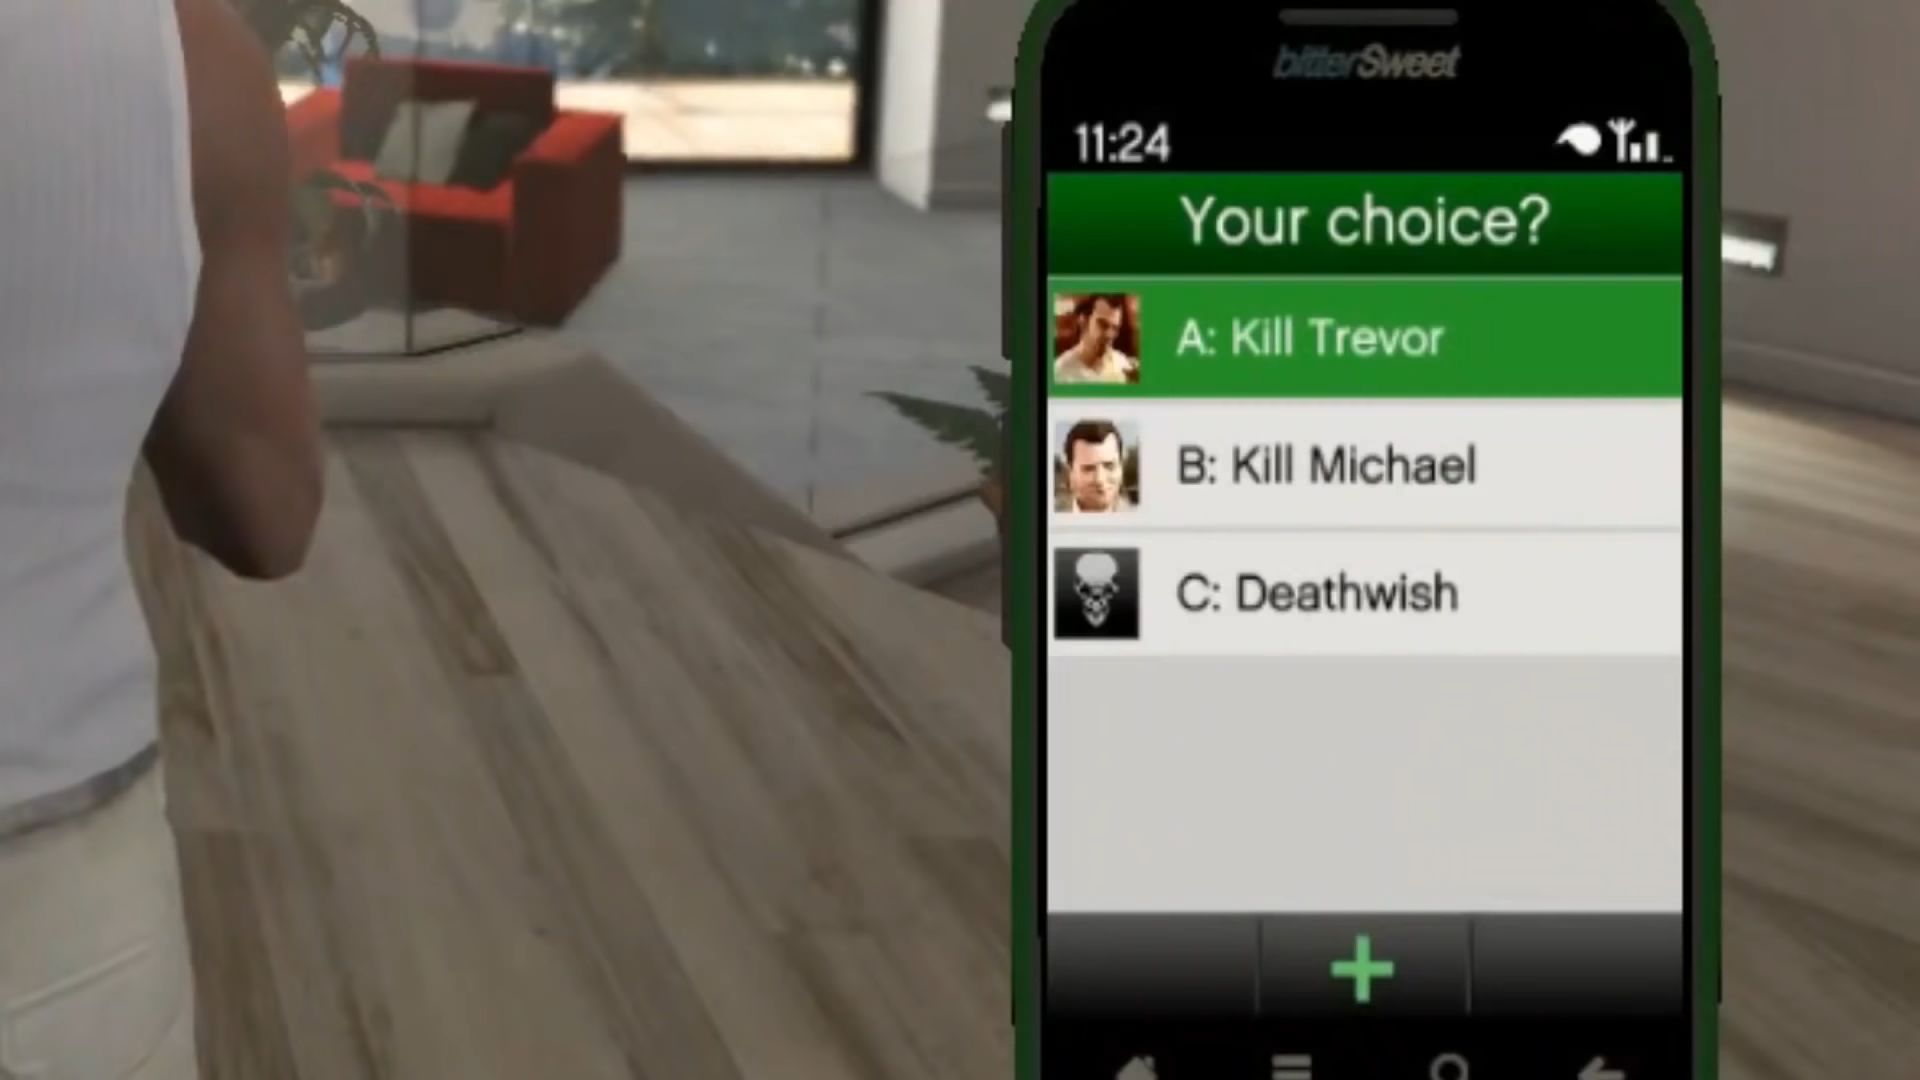 bitterSweet
11:24
Your choice?
A: Kill Trevor
B: Kill Michael
C: Deathwish